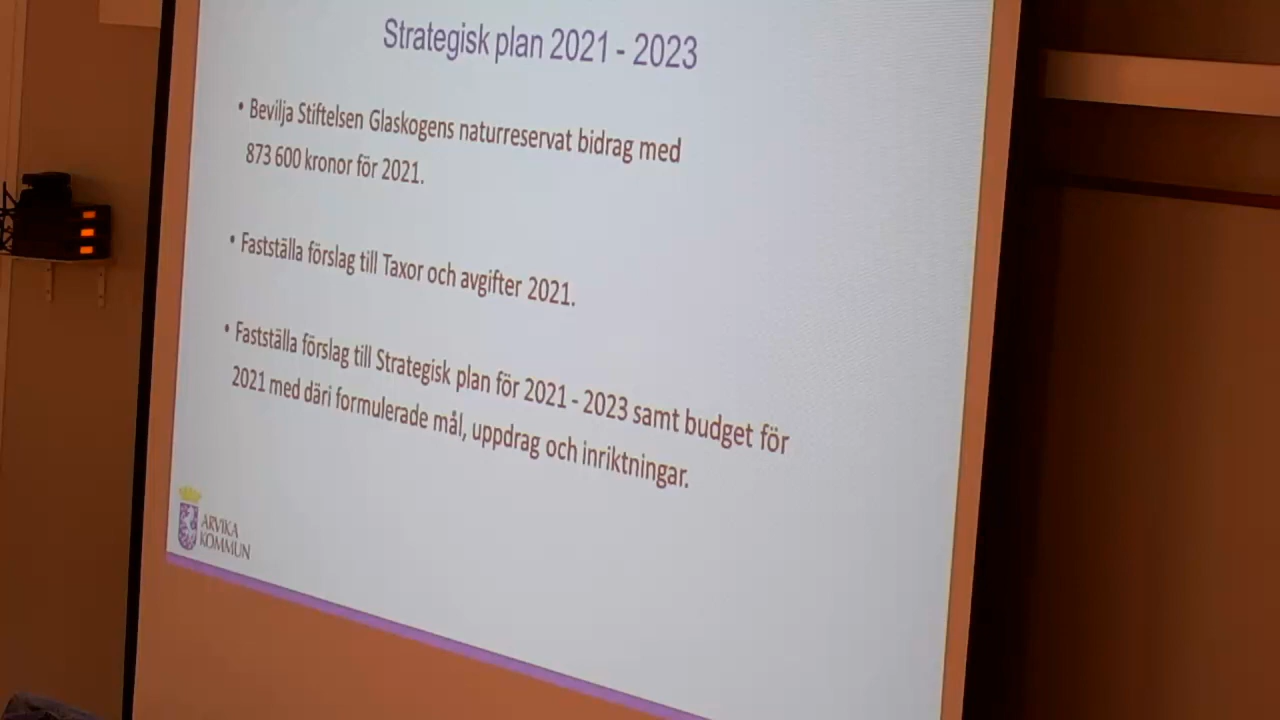 Strategisk plan 2021 - 2023
• Bevilja Stiftelsen Glaskogens naturreservat bidrag med
873 600 kronor för 2021.
• Fastställa förslag till Taxor och avgifter 2021.
• Fastställa förslag till Strategisk plan för 2021 - 2023 samt budget för
2021 med däri formulerade mål, uppdrag och inriktningar.
ARVIKA
KOMMUN